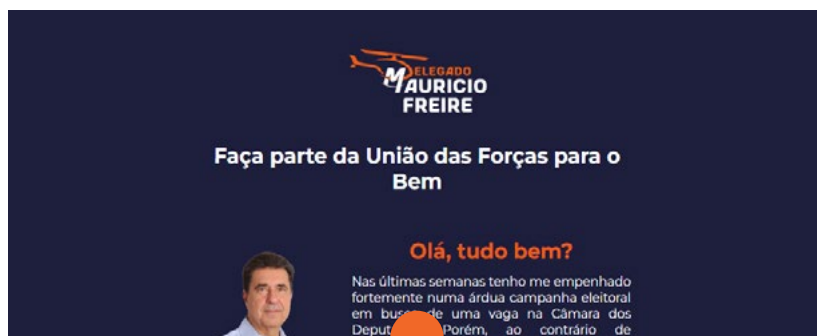 DELEGADO
MAURICIO
FREIRE
Faça parte da União das Forças para o
Bem
Olá, tudo bem?
Nas últimas semanas tenho me empenhado
fortemente numa árdua campanha eleitoral
em de uma vaga na Câmara dos
Porém, ao contrário de